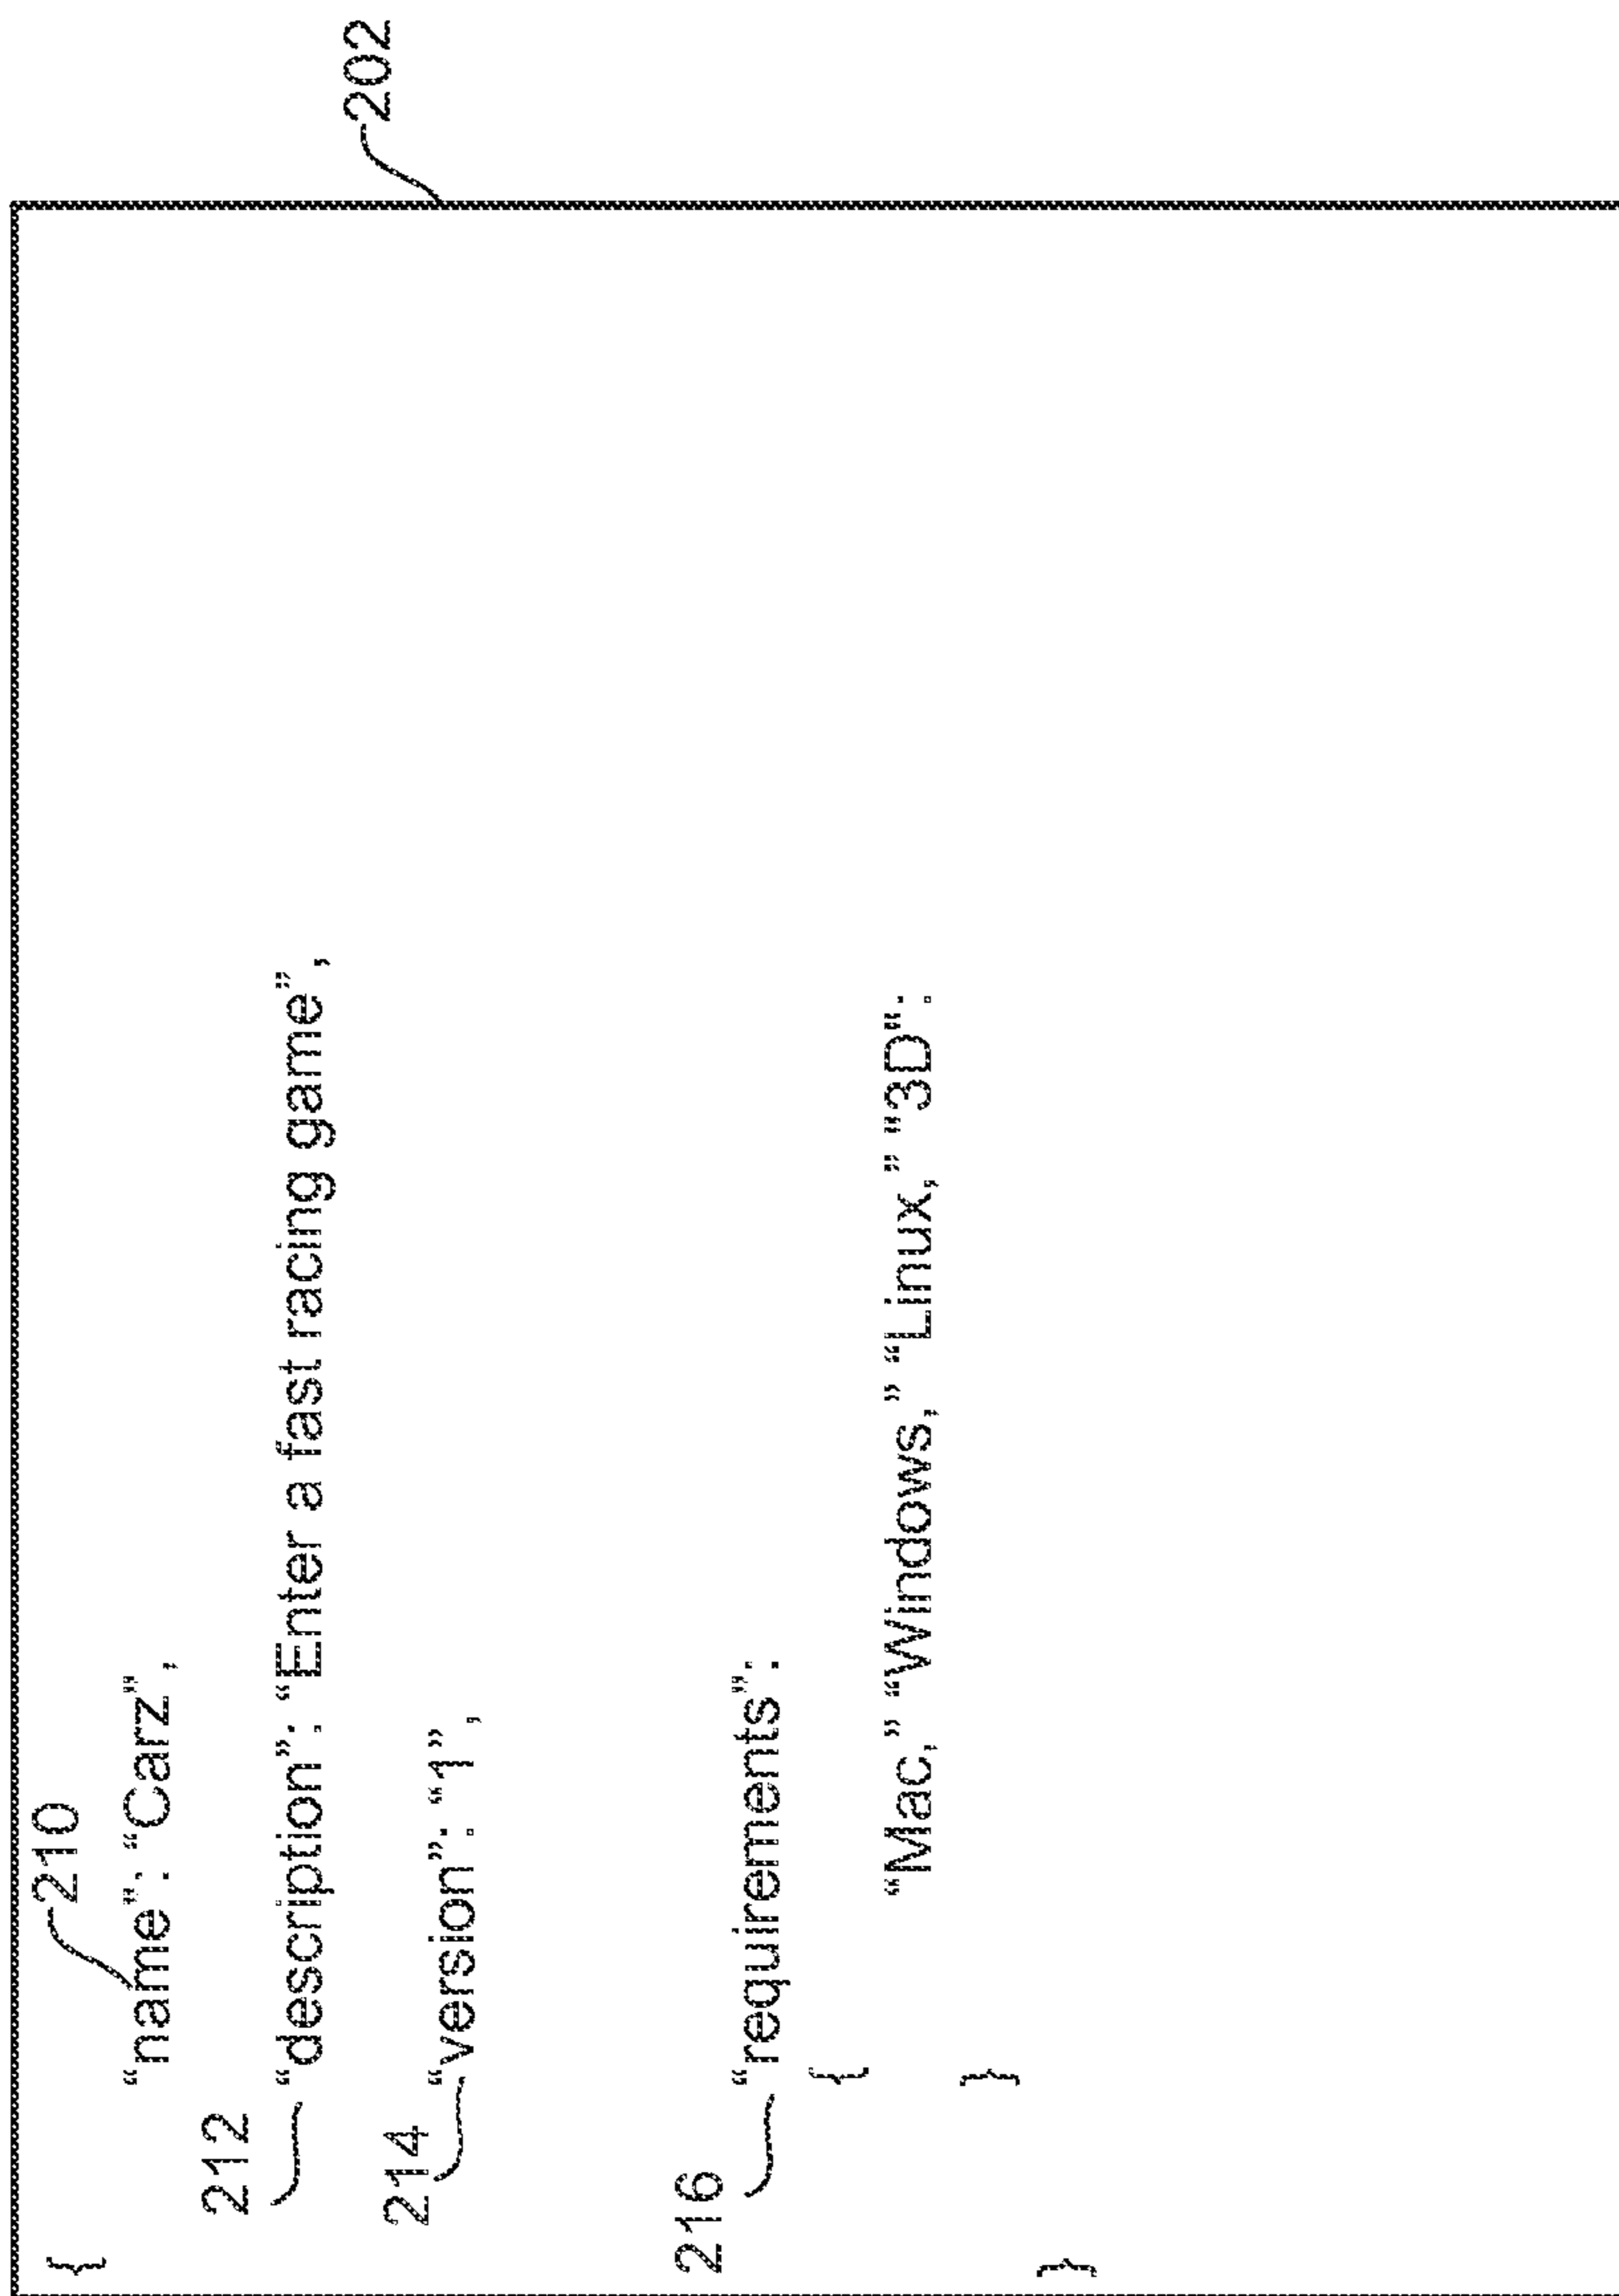 {
210
“name”: “Carz”,
202
212
“description”: “Enter a fast racing game”,
214
“version”: “1”,
216
“requirements”:
{
“Mac,” “Windows,” “Linux,” ”3D":
}
}